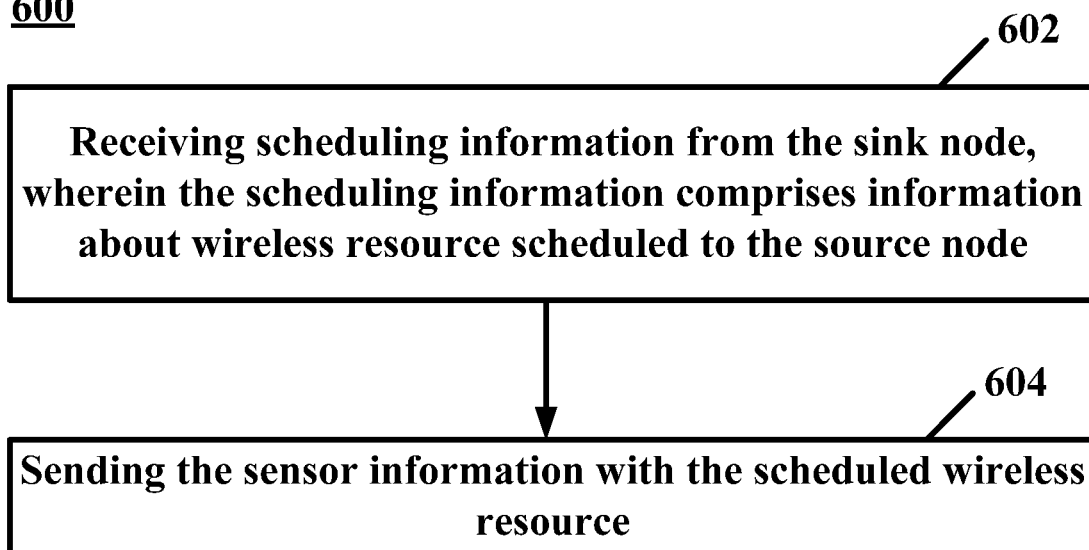 600
602
Receiving scheduling information from the sink node,
wherein the scheduling information comprises information
about wireless resource scheduled to the source node
604
Sending the sensor information with the scheduled wireless
resource